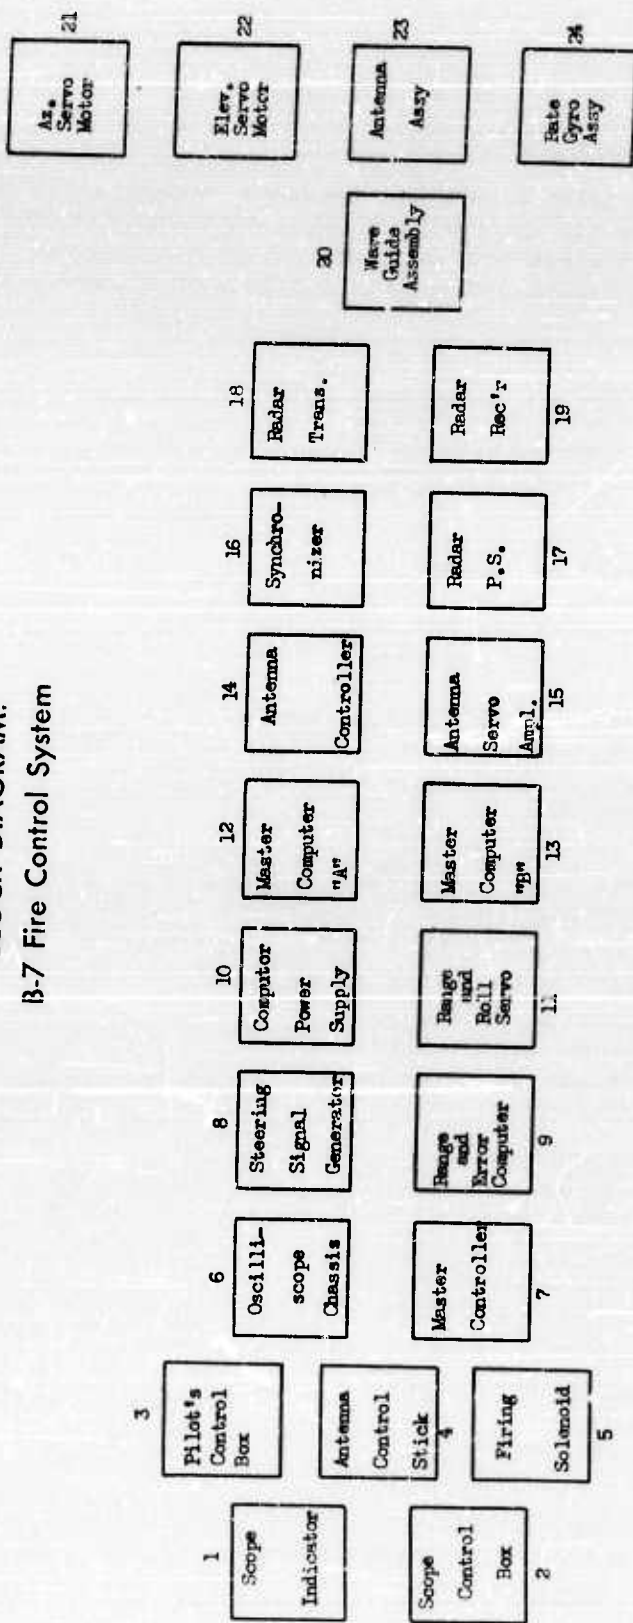 BLOCK DIAGRAM:
B-7 Fire Control System
1
Scope
Indicator
Scope
Control
Box
2
3
Pilot's
Control
Box
Antenna
Control
Stick
4
Firing
Solenoid
5
6
Oscilli-
scope
Chassis
Master
Controller
7
8
Steering
Signal
Generator
Range
and
Error
Computer
9
10
Computor
Power
Supply
Range
and
Roll
Servo
11
12
Master
Computer
"A"
Master
Computer
"B"
13
14
Antenna
Controller
Antenna
Servo
Ampl.
15
16
Synchro-
nizer
Radar
P.S.
17
18
Radar
Trans.
Radar
Rec'r
19
20
Wave
Guide
Assembly
Az.
Servo
Motor
21
Elev.
Servo
Motor
22
Antenna
Assy
23
Rate
Gyro
Assy
24